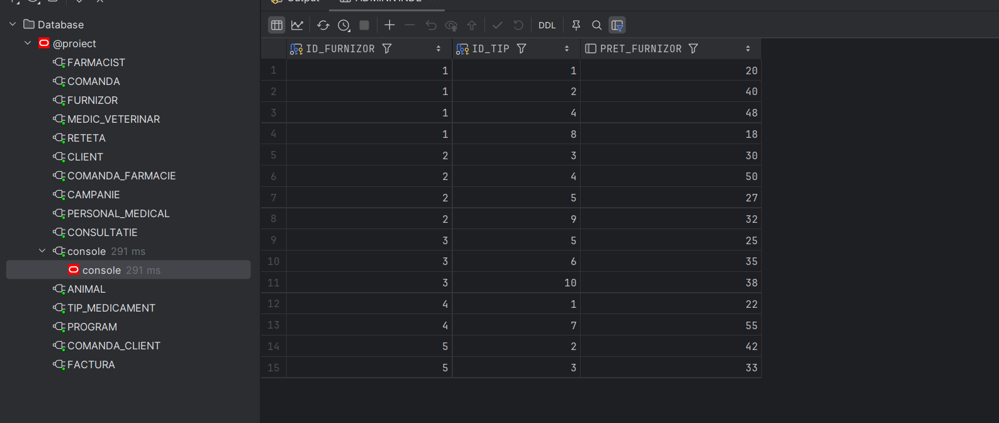 Output
Database
@proiect
FARMACIST
COMANDA
FURNIZOR
MEDIC_VETERINAR
RETETA
CLIENT
COMANDA_FARMACIE
CAMPANIE
PERSONAL_MEDICAL
CONSULTATIE
console 291 ms
console 291 ms
ANIMAL
TIP_MEDICAMENT
PROGRAM
COMANDA_CLIENT
FACTURA
DDL
ID_FURNIZOR ID_TIP PRET_FURNIZOR
1 1 1 20
2 1 2 40
3 1 4 48
4 1 8 18
5 2 3 30
6 2 4 50
7 2 5 27
8 2 9 32
9 3 5 25
10 3 6 35
11 3 10 38
12 4 1 22
13 4 7 55
14 5 2 42
15 5 3 33